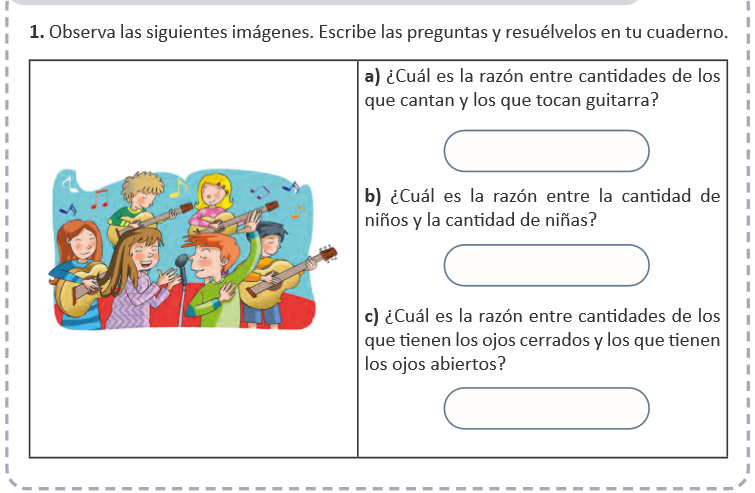 1. Observa las siguientes imágenes. Escribe las preguntas y resuélvelos en tu cuaderno.
a) ¿Cuál es la razón entre cantidades de los
que cantan y los que tocan guitarra?
b) ¿Cuál es la razón entre la cantidad de
niños y la cantidad de niñas?
c) ¿Cuál es la razón entre cantidades de los
que tienen los ojos cerrados y los que tienen
los ojos abiertos?